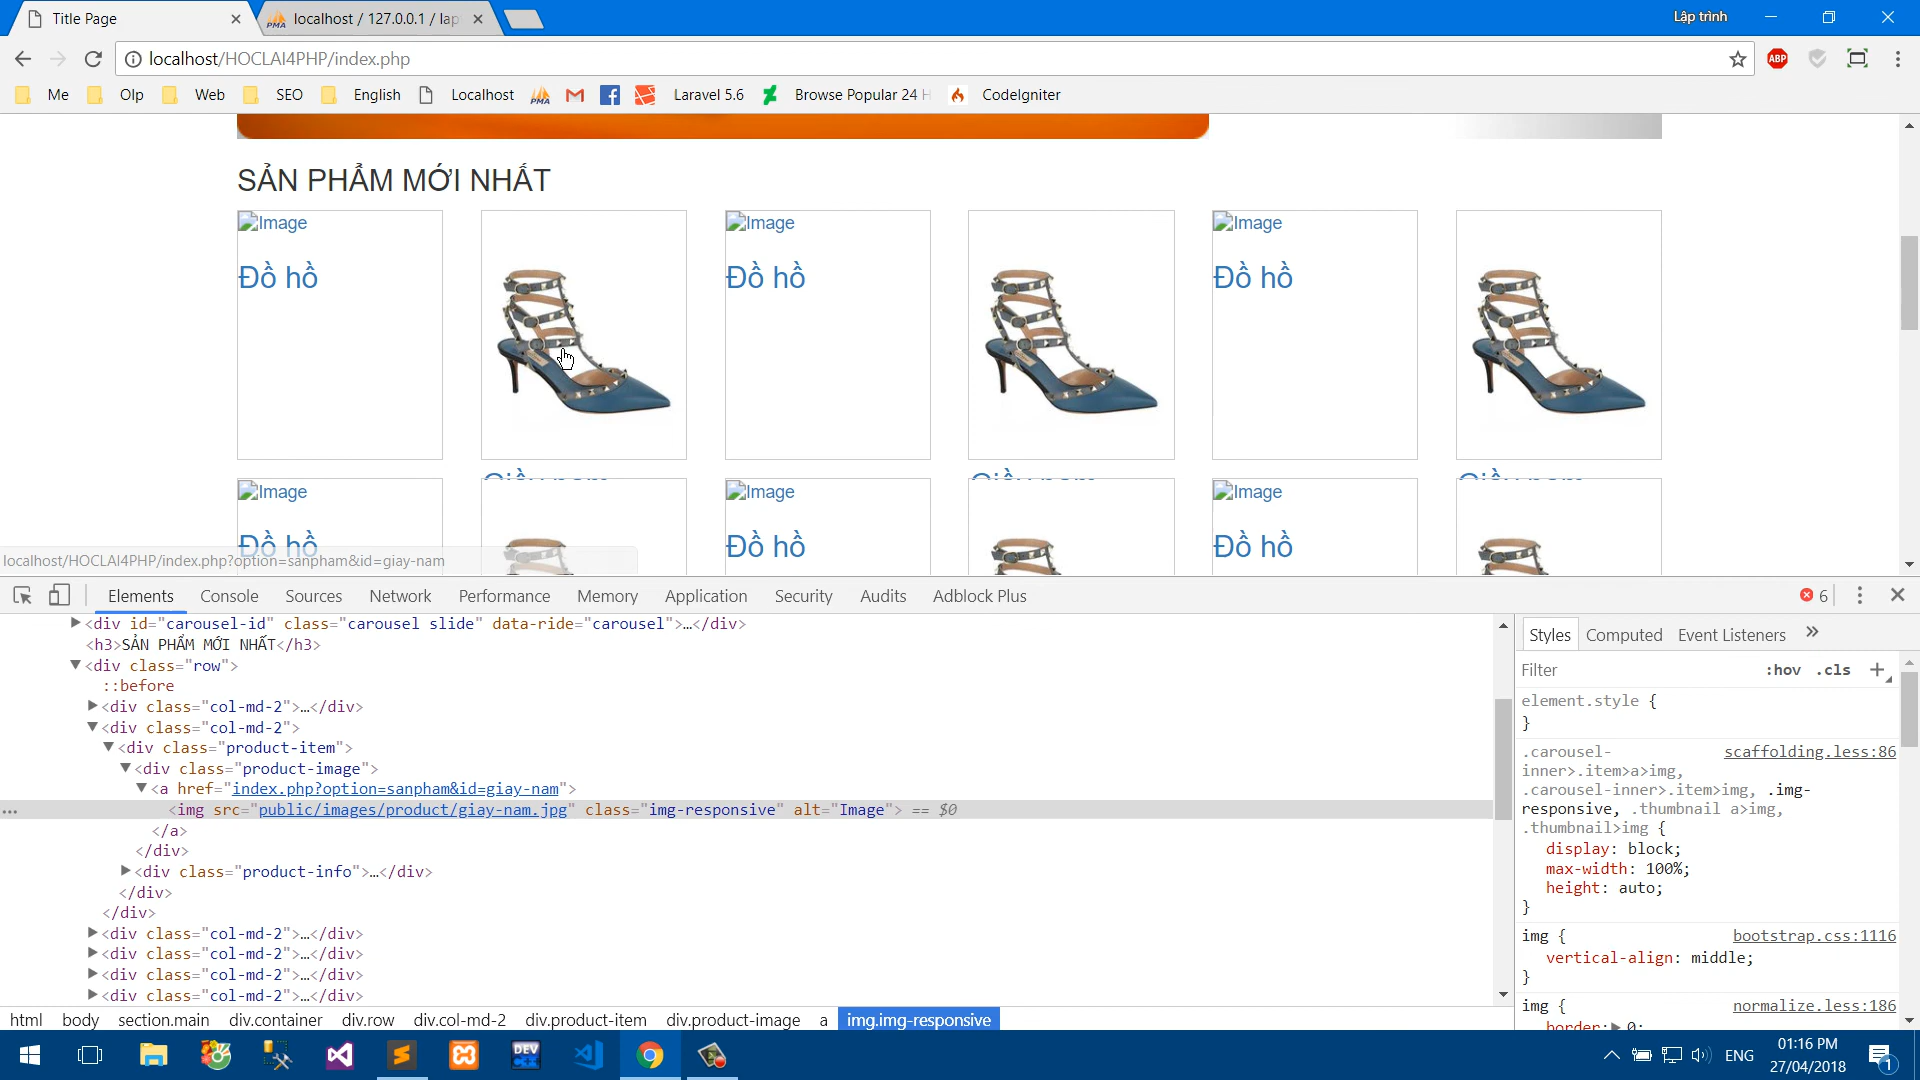 Title Page
localhost / 127.0.0.1 / lap
Lập trình
localhost/HOCLAI4PHP/index.php
ABP
Me Olp Web SEO English Localhost PMA Laravel 5.6 Browse Popular 24 H CodeIgniter
SẢN PHẨM MỚI NHẤT
Image Image Image
Đồ hồ Đồ hồ Đồ hồ
Image Image Image
Đồ hồ Đồ hồ Đồ hồ
localhost/HOCLAI4PHP/index.php?option=sanpham&id=giay-nam
Elements Console Sources Network Performance Memory Application Security Audits Adblock Plus 6
<div id="carousel-id" class="carousel slide" data-ride="carousel">…</div>
<h3>SẢN PHẨM MỚI NHẤT</h3>
<div class="row">
::before
<div class="col-md-2">…</div>
<div class="col-md-2">
<div class="product-item">
<div class="product-image">
<a href="index.php?option=sanpham&id=giay-nam">
<img src="public/images/product/giay-nam.jpg" class="img-responsive" alt="Image"> == $0
</a>
</div>
<div class="product-info">…</div>
</div>
</div>
<div class="col-md-2">…</div>
<div class="col-md-2">…</div>
<div class="col-md-2">…</div>
<div class="col-md-2">…</div>
html body section.main div.container div.row div.col-md-2 div.product-item div.product-image a img.img-responsive
Styles Computed Event Listeners
Filter :hov .cls
element.style {
}
.carousel- scaffolding.less:86
inner>.item>a>img,
.carousel-inner>.item>img, .img-
responsive, .thumbnail a>img,
.thumbnail>img {
display: block;
max-width: 100%;
height: auto;
}
img { bootstrap.css:1116
vertical-align: middle;
}
img { normalize.less:186
border: 0;
DEV
ENG
01:16 PM
27/04/2018
1